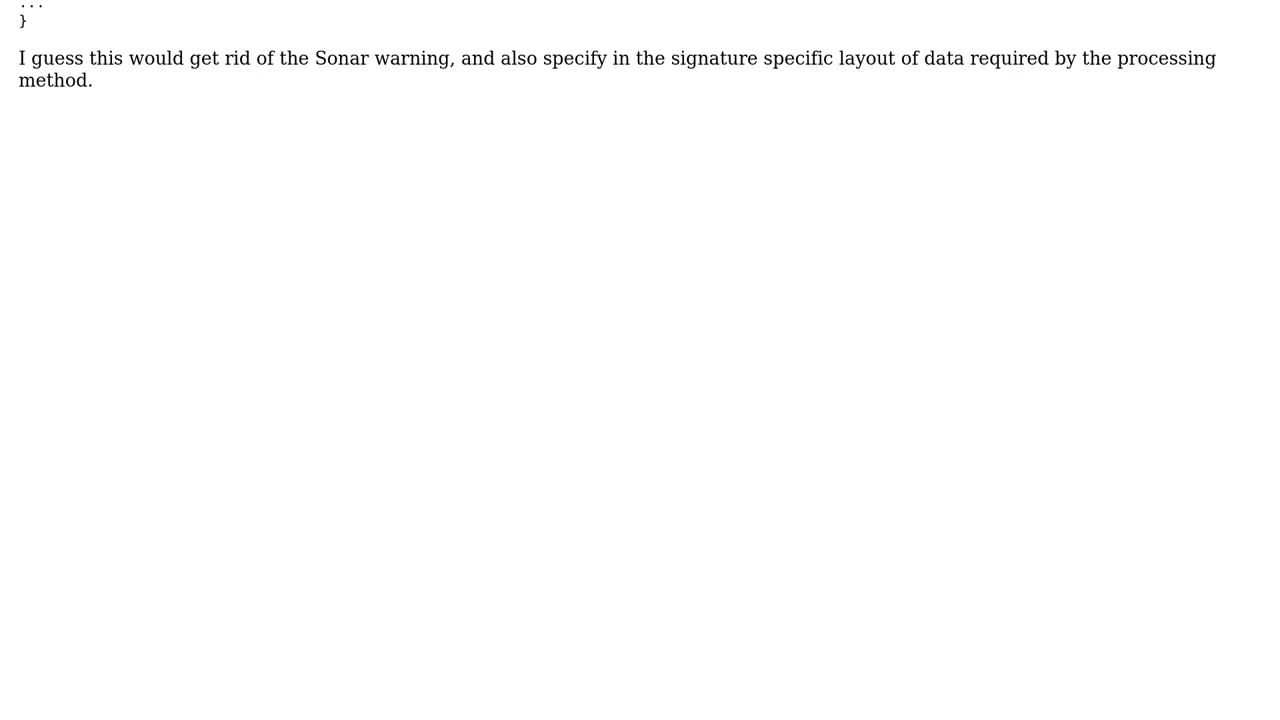 ...
}
I guess this would get rid of the Sonar warning, and also specify in the signature specific layout of data required by the processing
method.